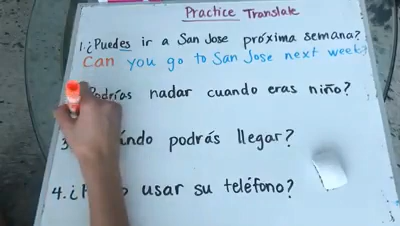 Practice Translate
1. ¿Puedes ir a San Jose próxima semana?
Can you go to San Jose next week?
Podrías nadar cuando eras niño?
3. podrás llegar?
4. ¿ usar su teléfono?